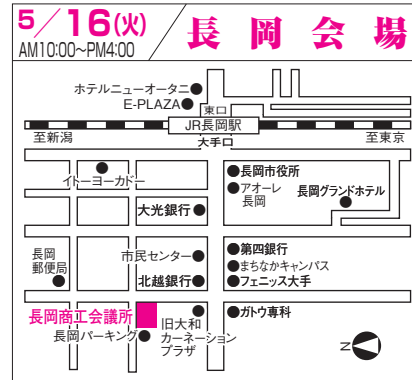 5/16(火)
AM10:00~PM4:00
長岡会場
ホテルニューオータニ
E-PLAZA
東口
JR長岡駅
至新潟
至東京
大手口
イトーヨーカドー
長岡市役所
アオーレ
長岡
長岡グランドホテル
大光銀行
長岡
郵便局
市民センター
第四銀行
まちなかキャンパス
北越銀行
フェニックス大手
長岡商工会議所
長岡パーキング
旧大和
カーネーション
プラザ
ガトウ専科
N